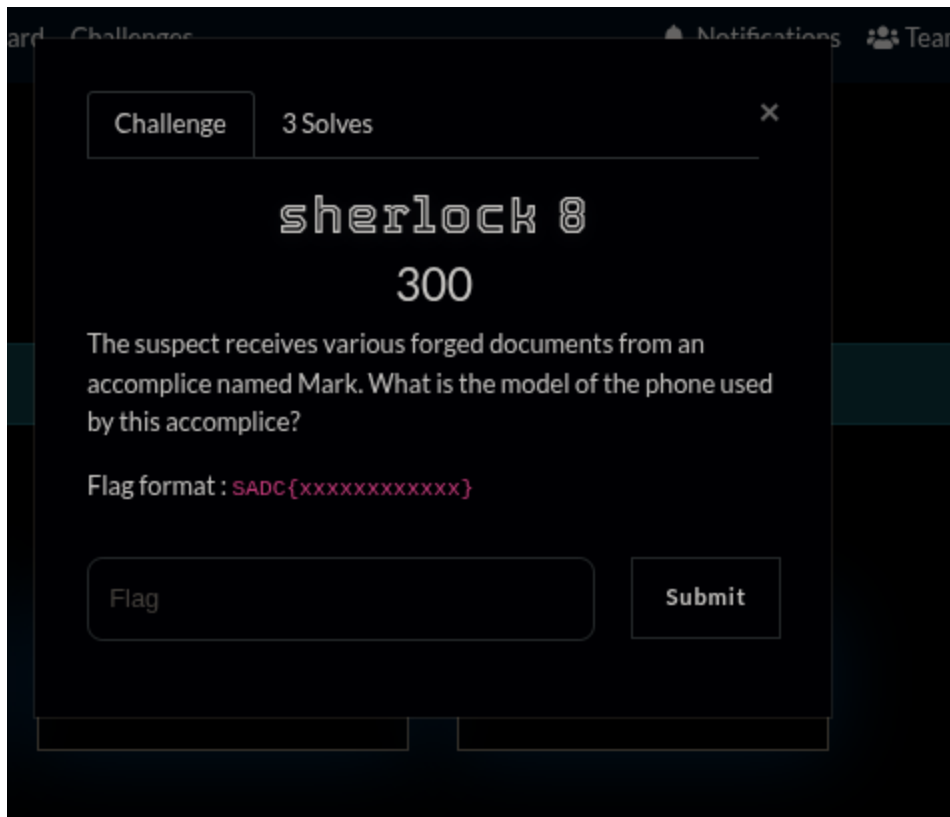 Challenges
Notifications
Challenge
3 Solves
×
sherlock 8
300
The suspect receives various forged documents from an
accomplice named Mark. What is the model of the phone used
by this accomplice?
Flag format : SADC{xxxxxxxxxxxx}
Flag
Submit